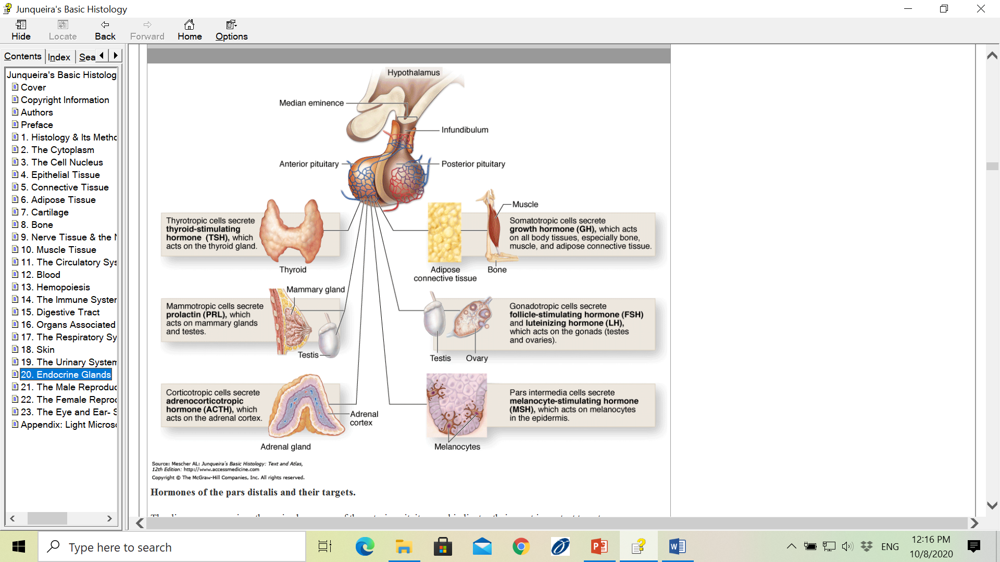 Junqueira's Basic Histology
Hide
Locate
Back
Forward
Home
Options
Contents
Index
Sea
Junqueira's Basic Histolog
Cover
Copyright Information
Authors
Preface
1. Histology & Its Metho
2. The Cytoplasm
3. The Cell Nucleus
4. Epithelial Tissue
5. Connective Tissue
6. Adipose Tissue
7. Cartilage
8. Bone
9. Nerve Tissue & the N
10. Muscle Tissue
11. The Circulatory Sys
12. Blood
13. Hemopoiesis
14. The Immune System
15. Digestive Tract
16. Organs Associated
17. The Respiratory Sy
18. Skin
19. The Urinary System
20. Endocrine Glands
21. The Male Reproduc
22. The Female Reproc
23. The Eye and Ear- S
Appendix: Light Microsc
Hypothalamus
Median eminence
Infundibulum
Anterior pituitary
Posterior pituitary
Thyrotropic cells secrete
thyroid-stimulating
hormone (TSH), which
acts on the thyroid gland.
Thyroid
Muscle
Somatotropic cells secrete
growth hormone (GH), which acts
on all body tissues, especially bone,
muscle, and adipose connective tissue.
Adipose
connective tissue
Bone
Mammary gland
Mammotropic cells secrete
prolactin (PRL), which
acts on mammary glands
and testes.
Testis
Gonadotropic cells secrete
follicle-stimulating hormone (FSH)
and luteinizing hormone (LH),
which acts on the gonads (testes
and ovaries).
Testis
Ovary
Corticotropic cells secrete
adrenocorticotropic
hormone (ACTH), which
acts on the adrenal cortex.
Adrenal
cortex
Adrenal gland
Pars intermedia cells secrete
melanocyte-stimulating hormone
(MSH), which acts on melanocytes
in the epidermis.
Melanocytes
Source: Mescher AL: Junqueira's Basic Histology: Text and Atlas,
12th Edition: http://www.accessmedicine.com
Copyright © The McGraw-Hill Companies, Inc. All rights reserved.
Hormones of the pars distalis and their targets.
Type here to search
ENG
12:16 PM
10/8/2020